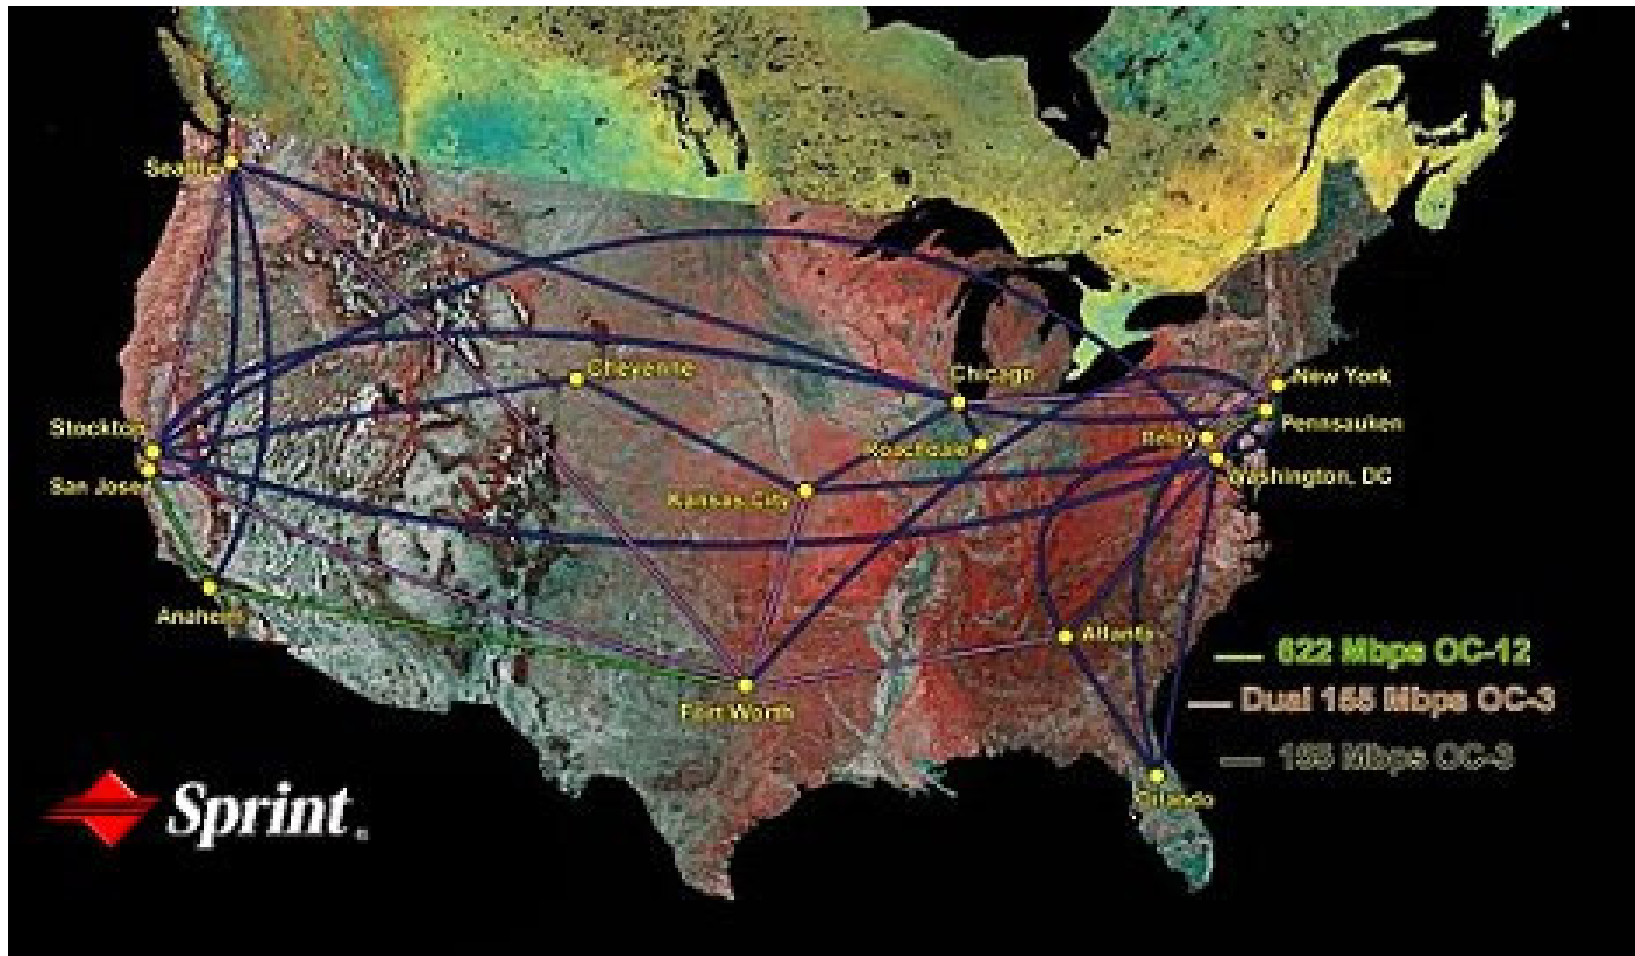 Seattle
Cheyenne
Chicago
New York
Stockton
Pennsauken
Relay
Roachdale
San Jose
Washington, DC
Kansas City
Anaheim
Atlanta
622 Mbps OC-12
Dual 155 Mbps OC-3
Fort Worth
155 Mbps OC-3
Orlando
Sprint